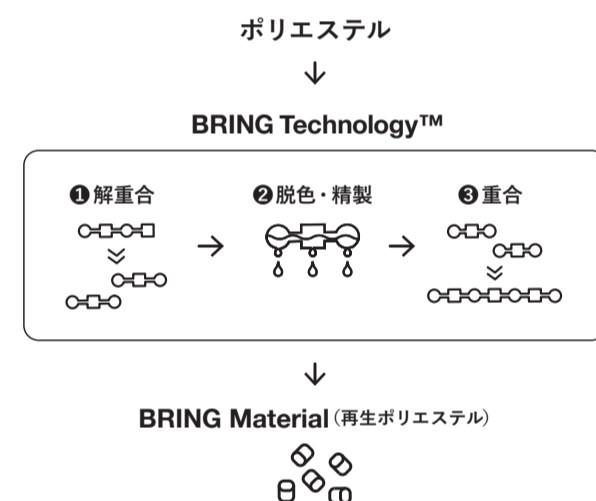 ポリエステル
BRING Technology™
❶解重合
❷脱色・精製
❸重合
BRING Material（再生ポリエステル）